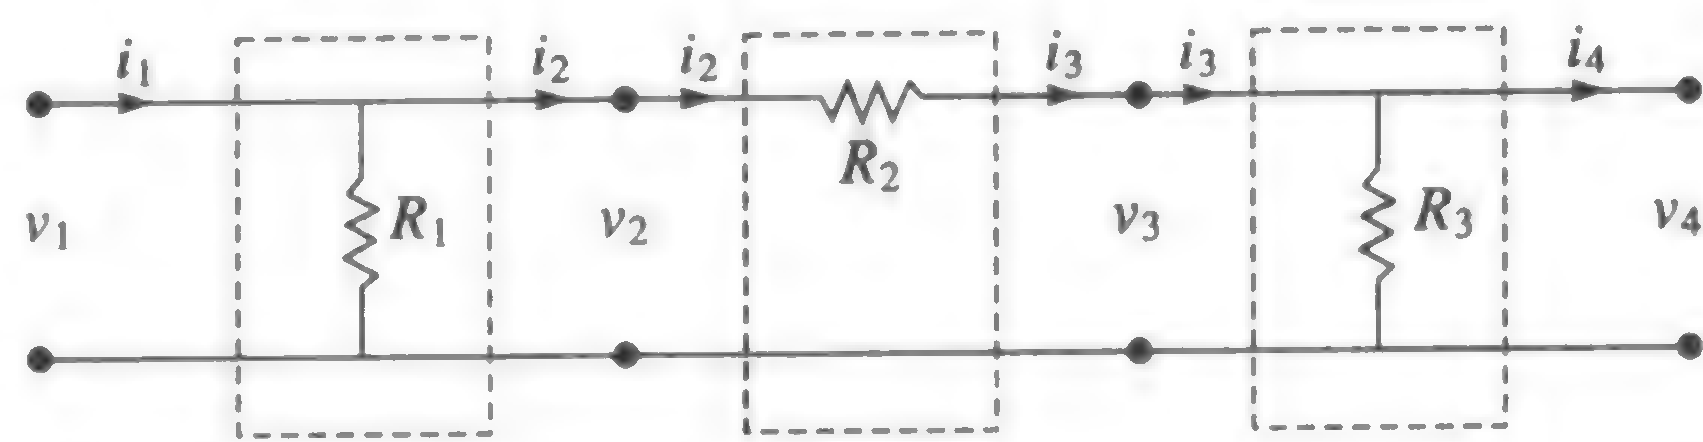 i₁ i₂ i₂ i₃ i₃ i₄
R₂
v₁ R₁ v₂ v₃ R₃ v₄